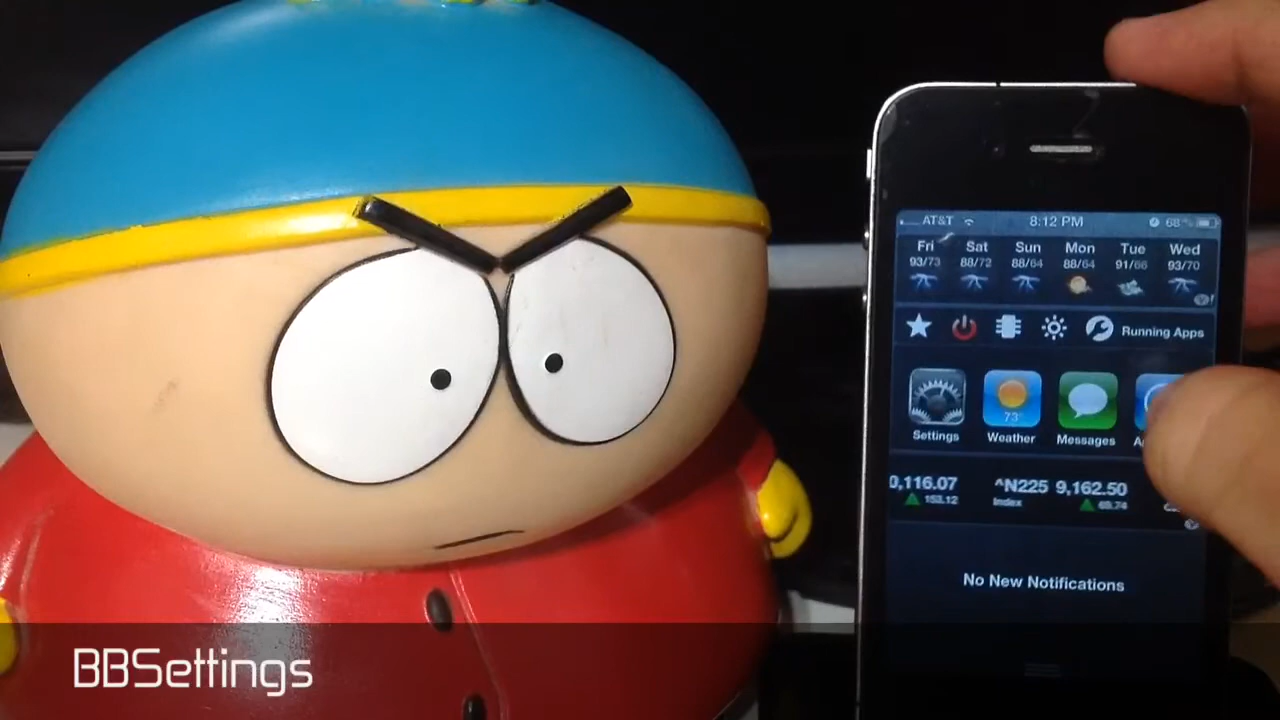 AT&T 8:12 PM 68%
Fri Sat Sun Mon Tue Wed
93/73 88/72 88/64 88/64 91/66 93/70
Running Apps
73°
Settings Weather Messages
0,116.07 ^N225 9,162.50
153.12 Index 69.74
No New Notifications
BBSettings